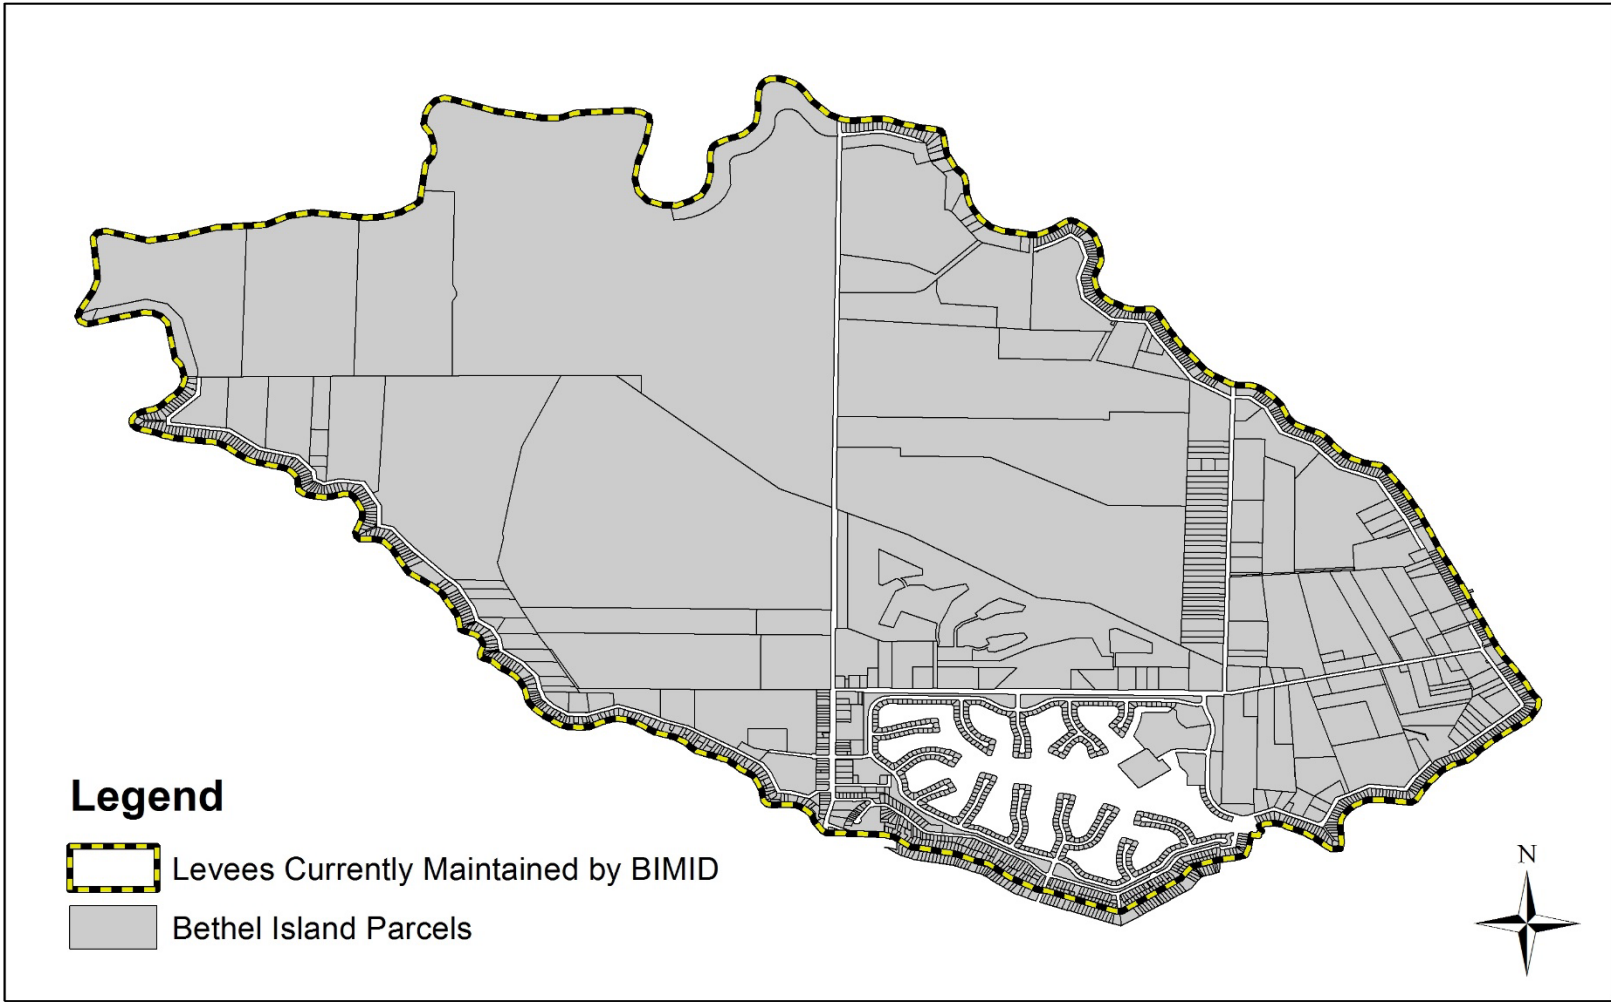 Legend
Levees Currently Maintained by BIMID
Bethel Island Parcels
N